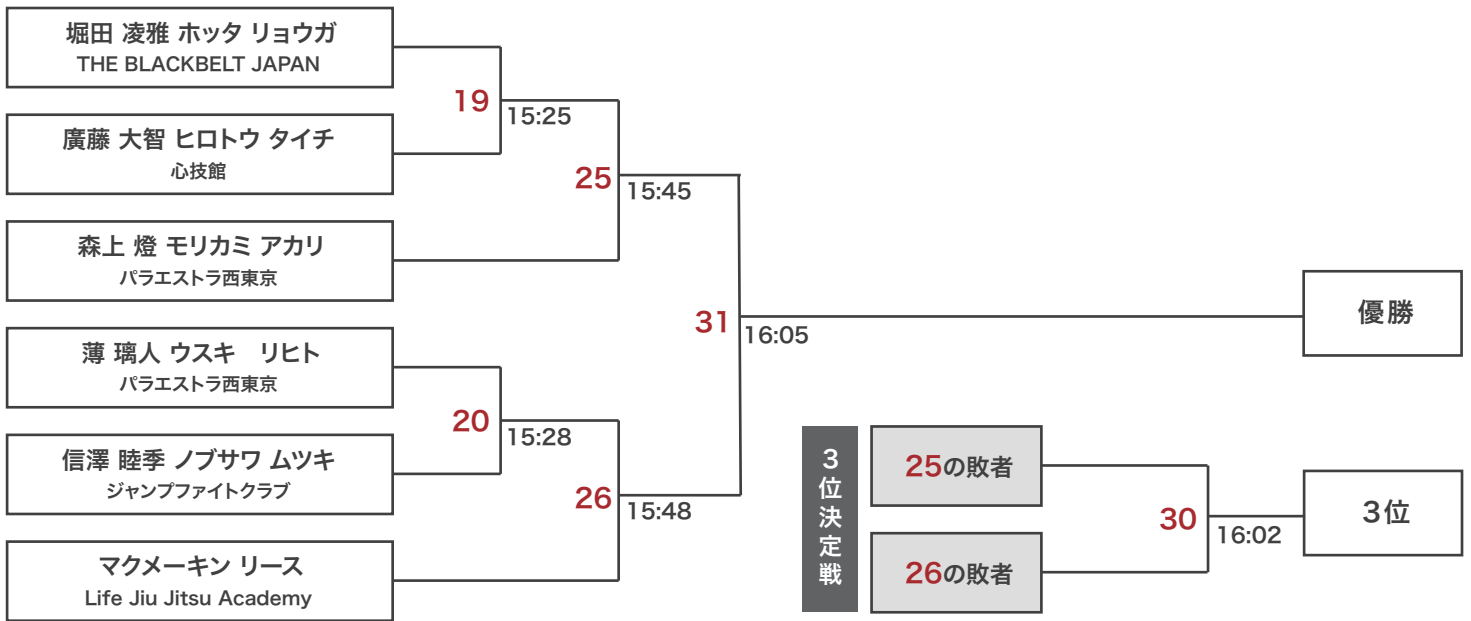 堀田 凌雅 ホッタ リョウガ
THE BLACKBELT JAPAN
19
15:25
廣藤 大智 ヒロトウ タイチ
心技館
25
15:45
森上 燈 モリカミ アカリ
パラエストラ西東京
31
16:05
優勝
薄 璃人 ウスキ　リヒト
パラエストラ西東京
20
15:28
信澤 睦季 ノブサワ ムツキ
ジャンプファイトクラブ
26
15:48
マクメーキン リース
Life Jiu Jitsu Academy
3位決定戦
25の敗者
30
16:02
3位
26の敗者